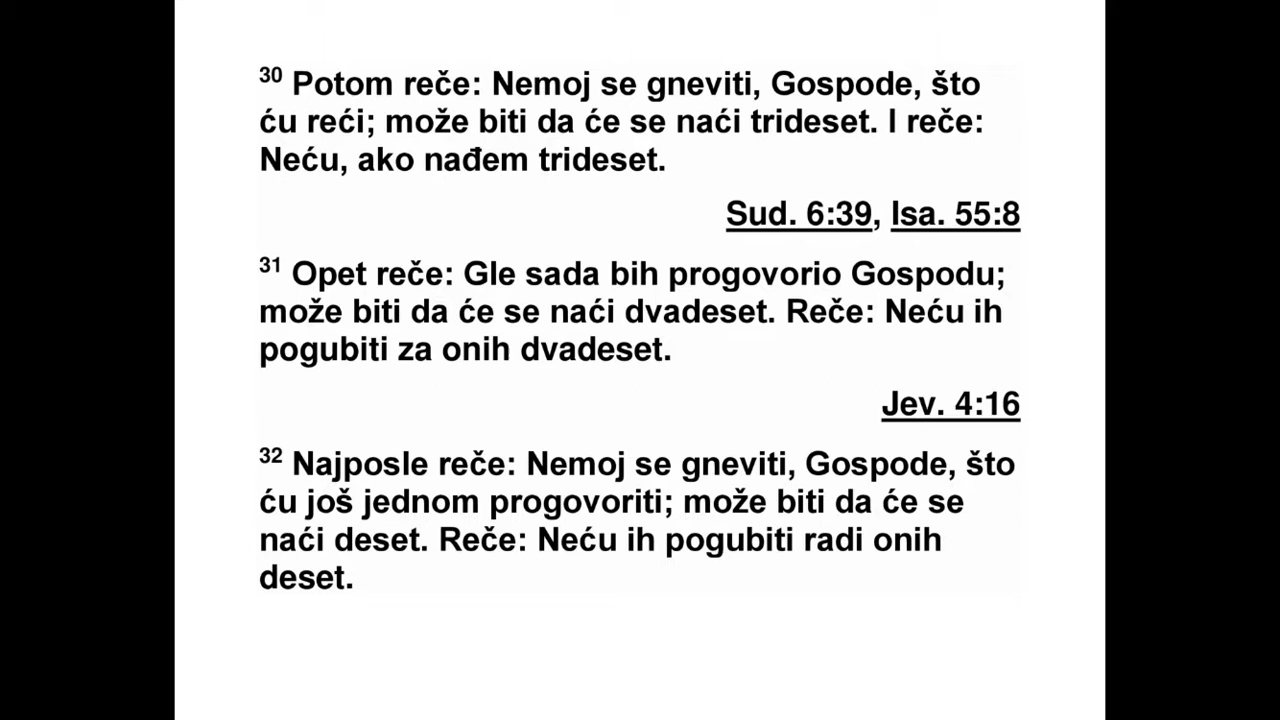 30 Potom reče: Nemoj se gneviti, Gospode, što
ću reći; može biti da će se naći trideset. I reče:
Neću, ako nađem trideset.
Sud. 6:39, Isa. 55:8
31 Opet reče: Gle sada bih progovorio Gospodu;
može biti da će se naći dvadeset. Reče: Neću ih
pogubiti za onih dvadeset.
Jev. 4:16
32 Najposle reče: Nemoj se gneviti, Gospode, što
ću još jednom progovoriti; može biti da će se
naći deset. Reče: Neću ih pogubiti radi onih
deset.